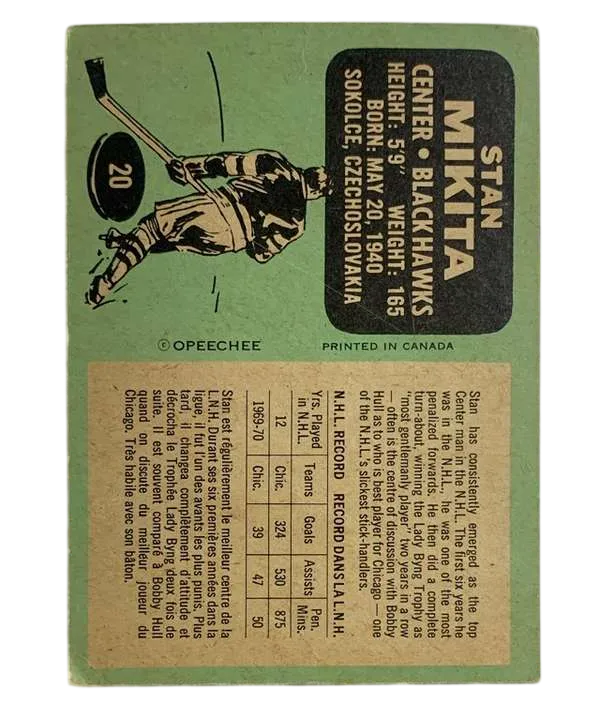 STAN
MIKITA
CENTER • BLACKHAWKS
HEIGHT: 5'9" WEIGHT: 165
BORN: MAY 20, 1940
SOKOLCE, CZECHOSLOVAKIA
20
© OPEECHEE
PRINTED IN CANADA
Stan has consistently emerged as the top
Center man in the N.H.L. The first six years he
was in the N.H.L., he was one of the most
penalized forwards. He then did a complete
turn-about, winning the Lady Byng Trophy as
"most gentlemanly player" two years in a row
— often is the centre of discussion with Bobby
Hull as to who is best player for Chicago — one
of the N.H.L.'s slickest stick-handlers.
N.H.L. RECORD RECORD DANS LA L.N.H.
Yrs. Played in N.H.L. Teams Goals Assists Pen. Mins.
12 Chic. 324 530 875
1969-70 Chic. 39 47 50
Stan est régulièrement le meilleur centre de la
L.N.H. Durant ses six premières années dans la
ligue, il fut l'un des avants les plus punis. Plus
tard, il changea complètement d'attitude et
décrocha le Trophée Lady Byng deux fois de
suite. Il est souvent comparé à Bobby Hull
quand on discute du meilleur joueur du
Chicago. Très habile avec son bâton.